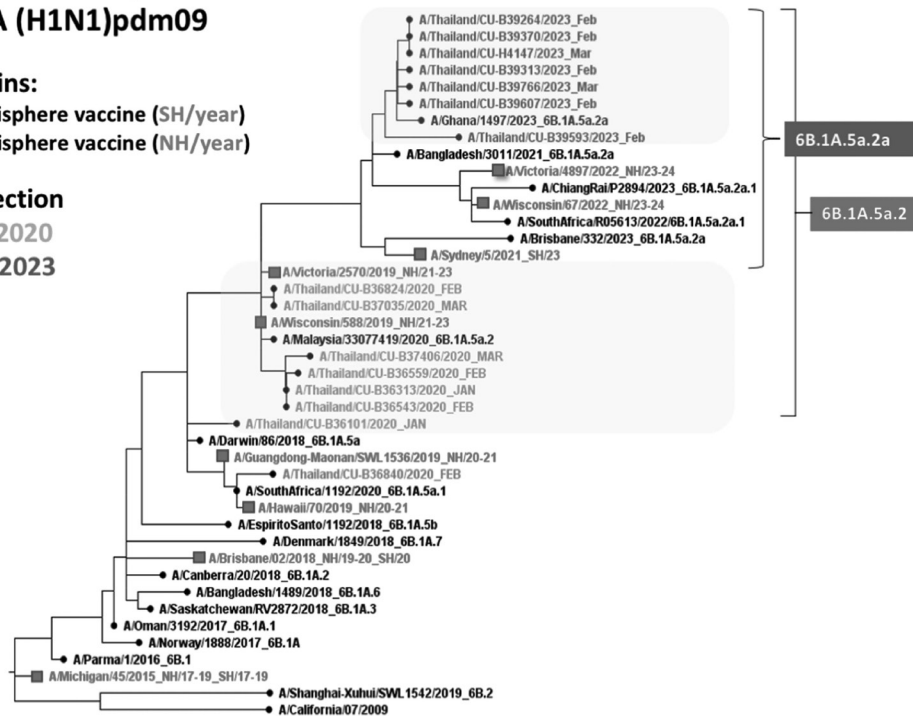 A (H1N1)pdm09
ins:
isphere vaccine (SH/year)
isphere vaccine (NH/year)
ection
2020
2023
A/Thailand/CU-B39264/2023_Feb
A/Thailand/CU-B39370/2023_Feb
A/Thailand/CU-H4147/2023_Mar
A/Thailand/CU-B39313/2023_Feb
A/Thailand/CU-B39766/2023_Mar
A/Thailand/CU-B39607/2023_Feb
A/Ghana/1497/2023_6B.1A.5a.2a
A/Thailand/CU-B39593/2023_Feb
A/Bangladesh/3011/2021_6B.1A.5a.2a
A/Victoria/4897/2022_NH/23-24
A/ChiangRai/P2894/2023_6B.1A.5a.2a.1
A/Wisconsin/67/2022_NH/23-24
A/SouthAfrica/R05613/2022/6B.1A.5a.2a.1
A/Brisbane/332/2023_6B.1A.5a.2a
A/Sydney/5/2021_SH/23
A/Victoria/2570/2019_NH/21-23
A/Thailand/CU-B36824/2020_FEB
A/Thailand/CU-B37035/2020_MAR
A/Wisconsin/588/2019_NH/21-23
A/Malaysia/33077419/2020_6B.1A.5a.2
A/Thailand/CU-B37406/2020_MAR
A/Thailand/CU-B36559/2020_FEB
A/Thailand/CU-B36313/2020_JAN
A/Thailand/CU-B36543/2020_FEB
A/Thailand/CU-B36101/2020_JAN
A/Darwin/86/2018_6B.1A.5a
A/Guangdong-Maonan/SWL1536/2019_NH/20-21
A/Thailand/CU-B36840/2020_FEB
A/SouthAfrica/1192/2020_6B.1A.5a.1
A/Hawaii/70/2019_NH/20-21
A/EspiritoSanto/1192/2018_6B.1A.5b
A/Denmark/1849/2018_6B.1A.7
A/Brisbane/02/2018_NH/19-20_SH/20
A/Canberra/20/2018_6B.1A.2
A/Bangladesh/1489/2018_6B.1A.6
A/Saskatchewan/RV2872/2018_6B.1A.3
A/Oman/3192/2017_6B.1A.1
A/Norway/1888/2017_6B.1A
A/Parma/1/2016_6B.1
A/Michigan/45/2015_NH/17-19_SH/17-19
A/Shanghai-Xuhui/SWL1542/2019_6B.2
A/California/07/2009
6B.1A.5a.2a
6B.1A.5a.2